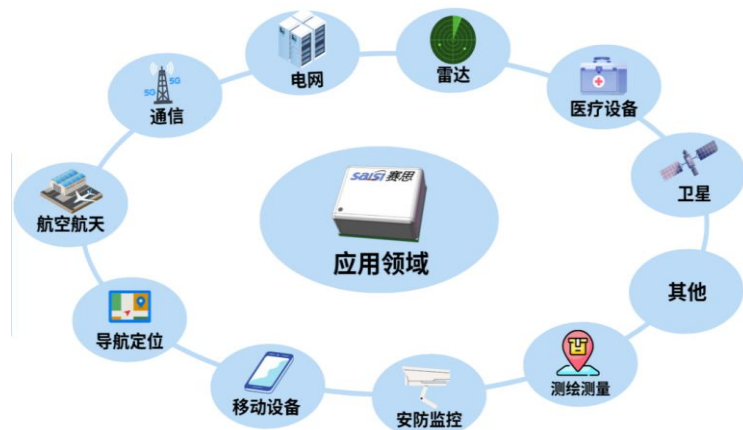 电网
雷达
5G
5G
通信
医疗设备
saisi 赛思
卫星
航空航天
应用领域
其他
导航定位
测绘测量
移动设备
安防监控